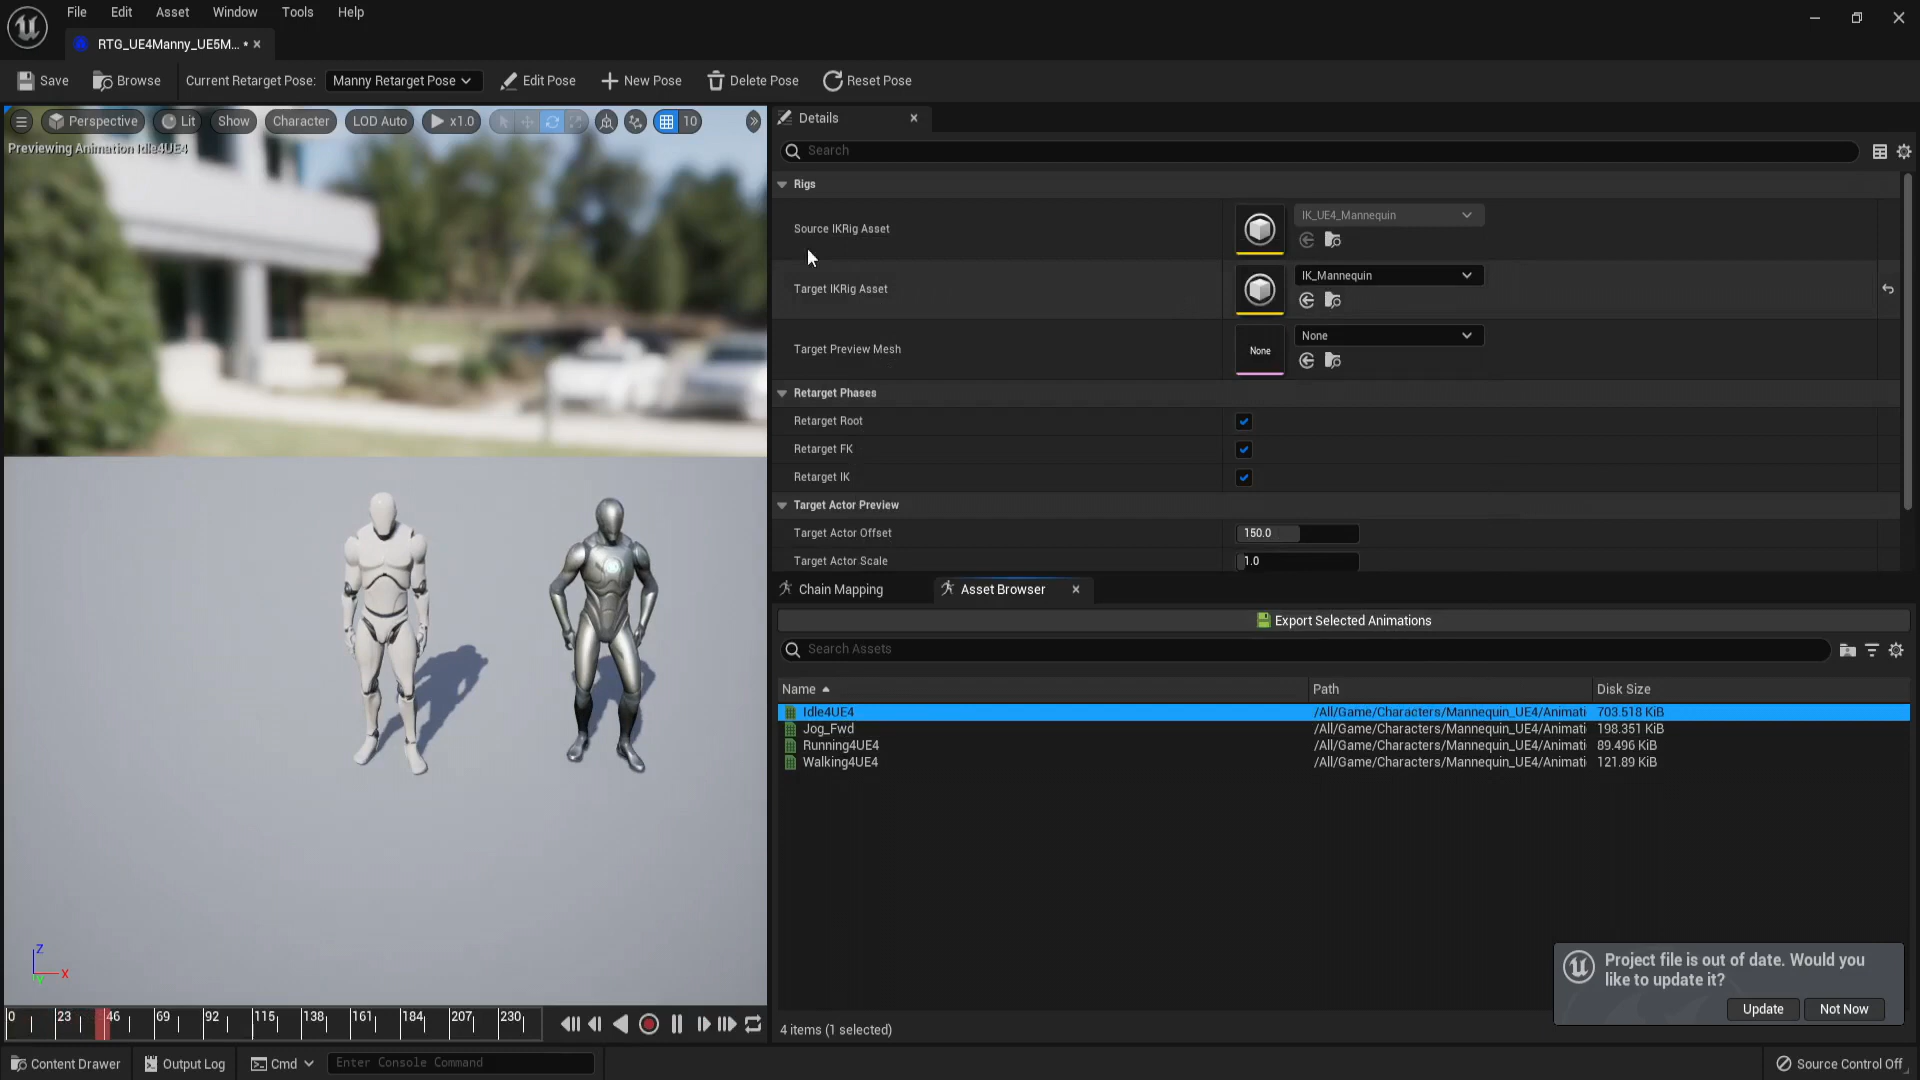 File Edit Asset Window Tools Help
RTG_UE4Manny_UE5M... •
Save Browse Current Retarget Pose: Manny Retarget Pose Edit Pose New Pose Delete Pose Reset Pose
Perspective Lit Show Character LOD Auto x1.0 10
Previewing Animation Idle4UE4
Details
Search
Rigs
Source IKRig Asset IK_UE4_Mannequin
Target IKRig Asset IK_Mannequin
Target Preview Mesh None None
Retarget Phases
Retarget Root
Retarget FK
Retarget IK
Target Actor Preview
Target Actor Offset 150.0
Target Actor Scale 1.0
Chain Mapping Asset Browser
Export Selected Animations
Search Assets
Name Path Disk Size
Idle4UE4 /All/Game/Characters/Mannequin_UE4/Animati 703.518 KiB
Jog_Fwd /All/Game/Characters/Mannequin_UE4/Animati 198.351 KiB
Running4UE4 /All/Game/Characters/Mannequin_UE4/Animati 89.496 KiB
Walking4UE4 /All/Game/Characters/Mannequin_UE4/Animati 121.89 KiB
Z
X
Project file is out of date. Would you
like to update it?
Update Not Now
0 23 46 69 92 115 138 161 184 207 230
4 items (1 selected)
Content Drawer Output Log Cmd Enter Console Command Source Control Off